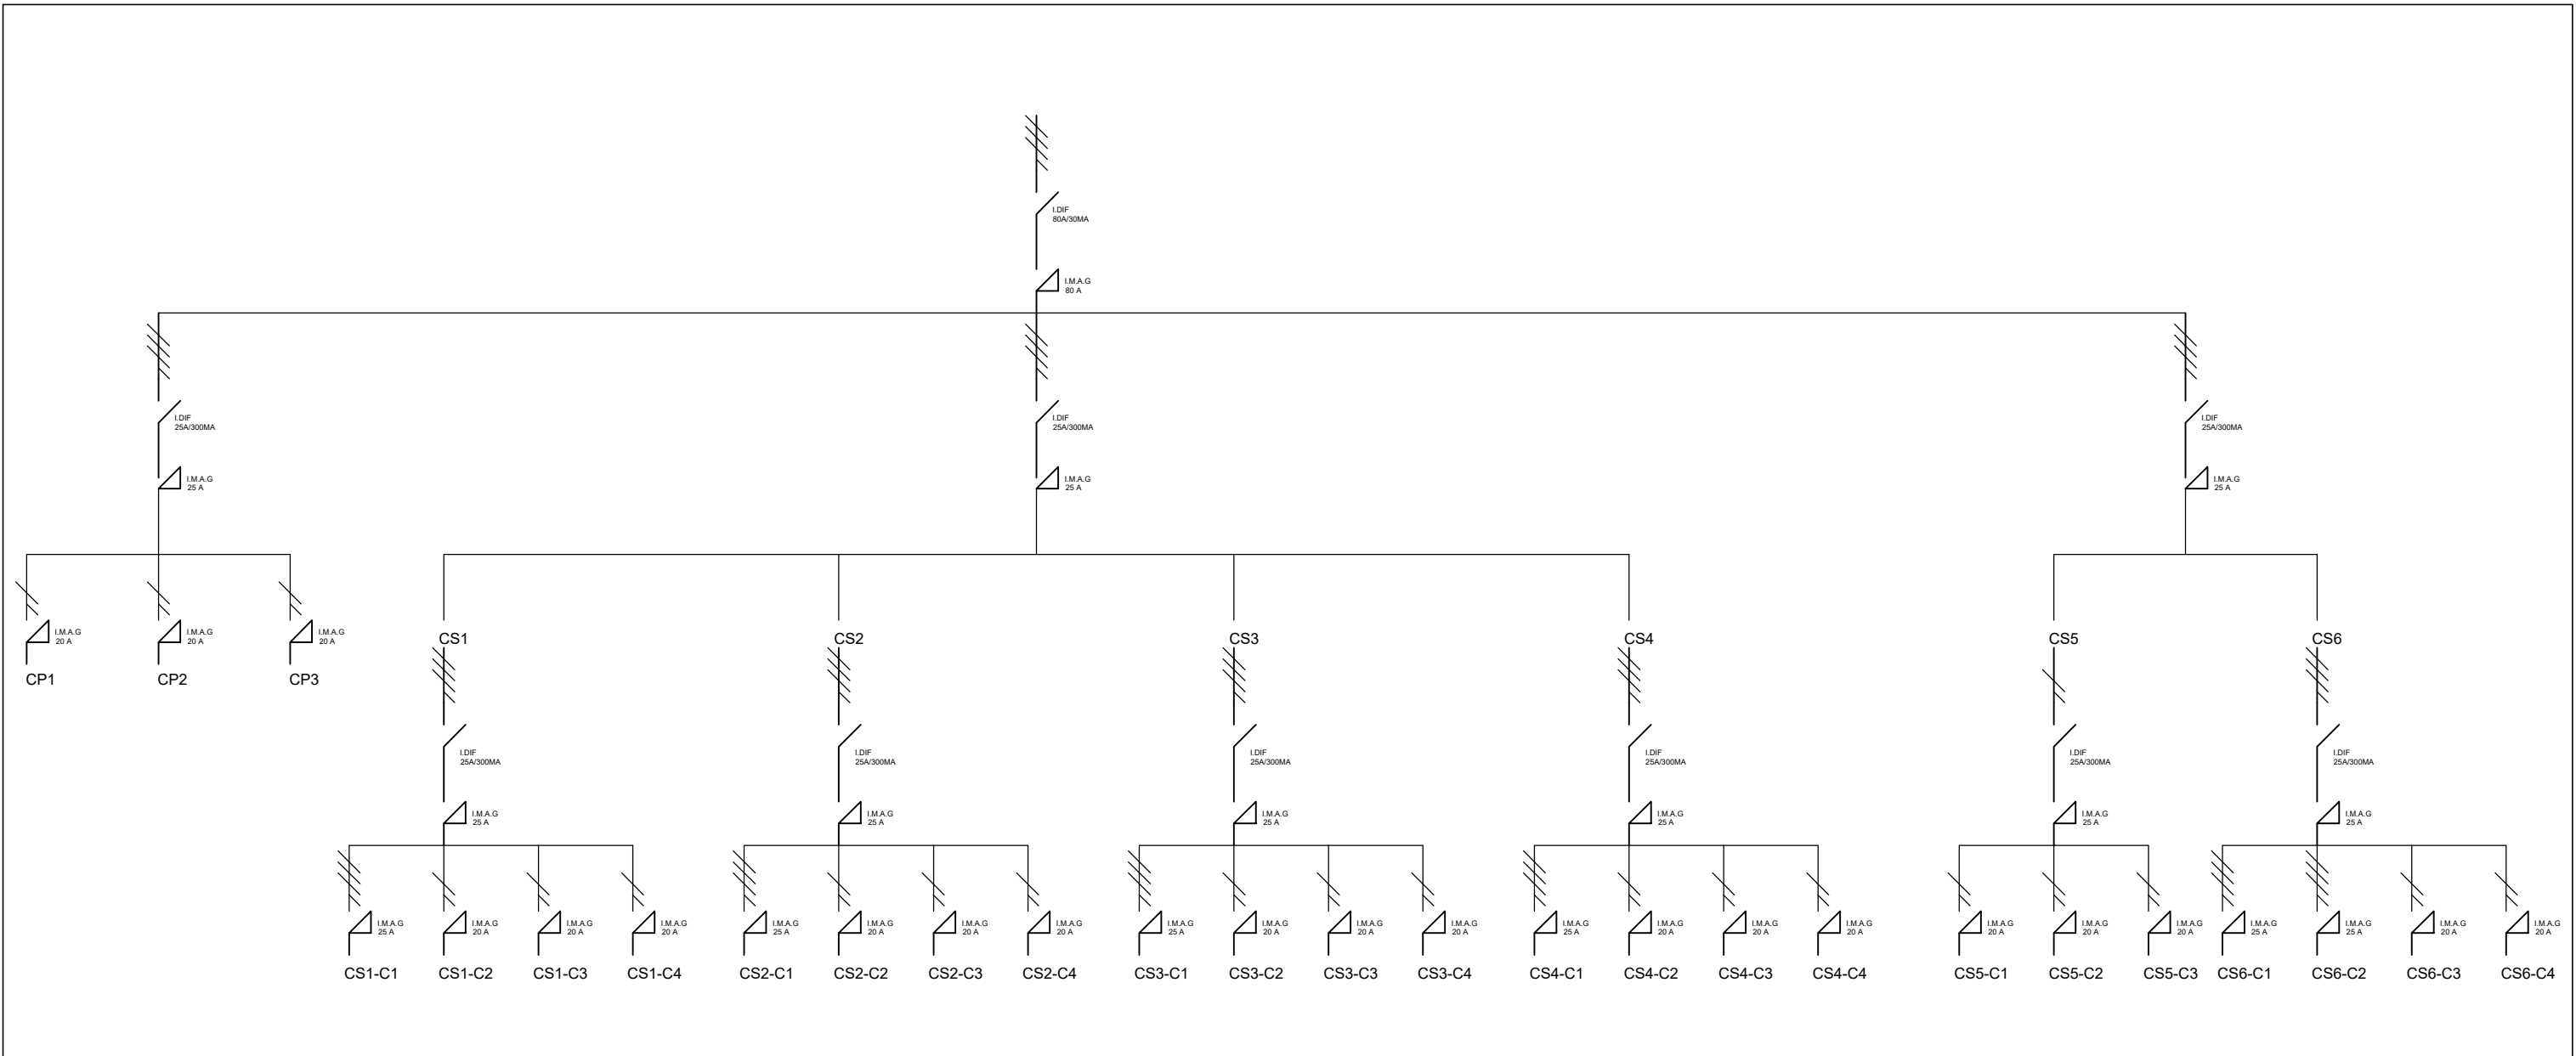 I.DIF
80A/30MA
I.M.A.G
80 A
I.DIF
25A/300MA
I.DIF
25A/300MA
I.DIF
25A/300MA
I.M.A.G
25 A
I.M.A.G
25 A
I.M.A.G
25 A
I.M.A.G
20 A
I.M.A.G
20 A
I.M.A.G
20 A
CP1
CP2
CP3
CS1
CS2
CS3
CS4
CS5
CS6
I.DIF
25A/300MA
I.DIF
25A/300MA
I.DIF
25A/300MA
I.DIF
25A/300MA
I.DIF
25A/300MA
I.DIF
25A/300MA
I.M.A.G
25 A
I.M.A.G
25 A
I.M.A.G
25 A
I.M.A.G
25 A
I.M.A.G
25 A
I.M.A.G
25 A
I.M.A.G
25 A
I.M.A.G
20 A
I.M.A.G
20 A
I.M.A.G
20 A
I.M.A.G
25 A
I.M.A.G
20 A
I.M.A.G
20 A
I.M.A.G
20 A
I.M.A.G
25 A
I.M.A.G
20 A
I.M.A.G
20 A
I.M.A.G
20 A
I.M.A.G
25 A
I.M.A.G
20 A
I.M.A.G
20 A
I.M.A.G
20 A
I.M.A.G
20 A
I.M.A.G
20 A
I.M.A.G
20 A
I.M.A.G
25 A
I.M.A.G
25 A
I.M.A.G
20 A
I.M.A.G
20 A
CS1-C1
CS1-C2
CS1-C3
CS1-C4
CS2-C1
CS2-C2
CS2-C3
CS2-C4
CS3-C1
CS3-C2
CS3-C3
CS3-C4
CS4-C1
CS4-C2
CS4-C3
CS4-C4
CS5-C1
CS5-C2
CS5-C3
CS6-C1
CS6-C2
CS6-C3
CS6-C4